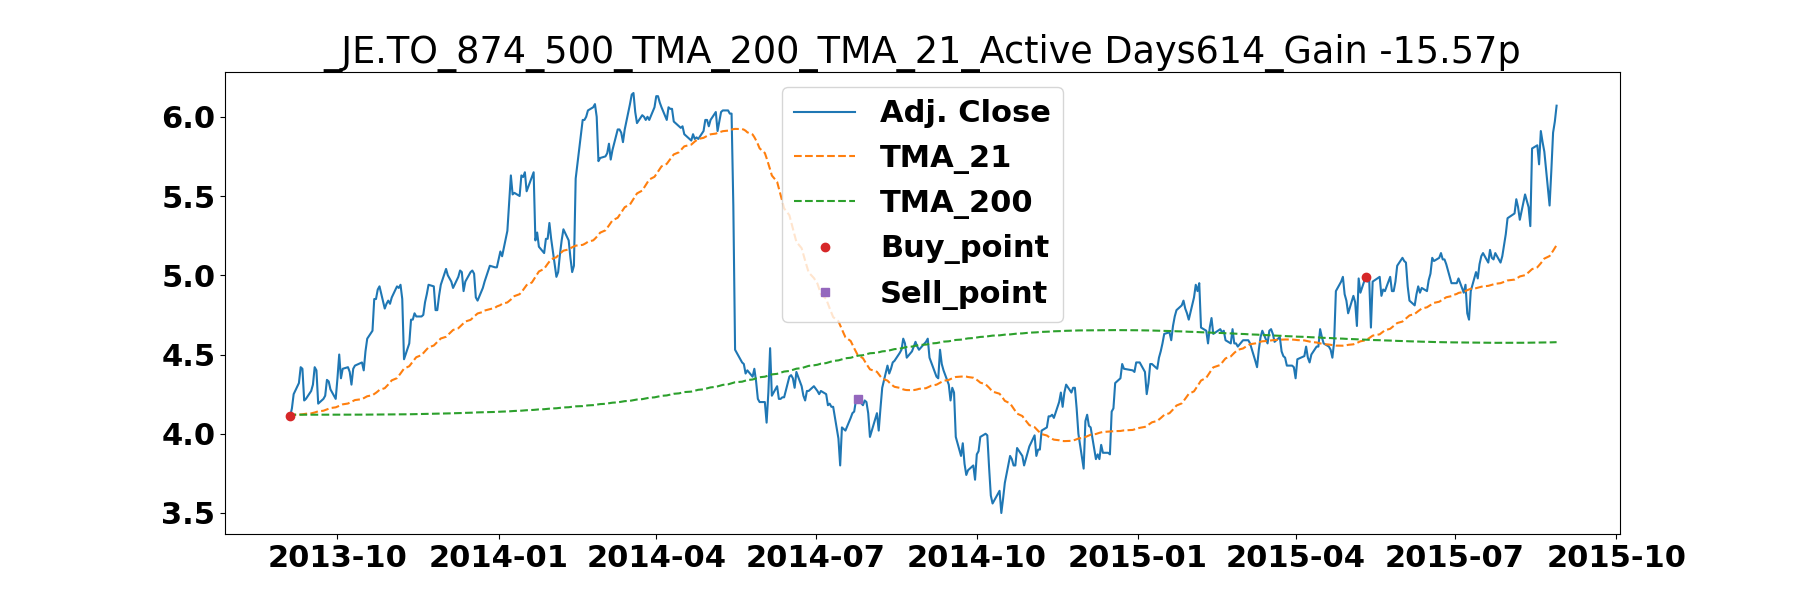 _JE.TO_874_500_TMA_200_TMA_21_Active Days614_Gain -15.57p
Adj. Close
TMA_21
TMA_200
Buy_point
Sell_point
6.0
5.5
5.0
4.5
4.0
3.5
2013-10 2014-01 2014-04 2014-07 2014-10 2015-01 2015-04 2015-07 2015-10